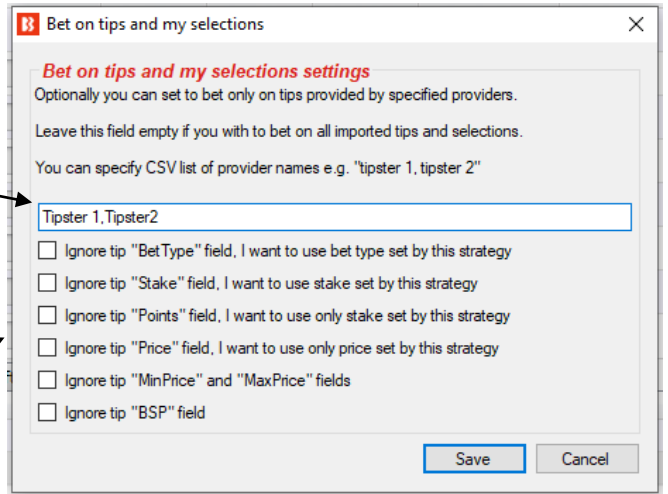 Bet on tips and my selections
Bet on tips and my selections settings
Optionally you can set to bet only on tips provided by specified providers.
Leave this field empty if you with to bet on all imported tips and selections.
You can specify CSV list of provider names e.g. "tipster 1, tipster 2"
Tipster 1,Tipster2
Ignore tip "BetType" field, I want to use bet type set by this strategy
Ignore tip "Stake" field, I want to use stake set by this strategy
Ignore tip "Points" field, I want to use only stake set by this strategy
Ignore tip "Price" field, I want to use only price set by this strategy
Ignore tip "MinPrice" and "MaxPrice" fields
Ignore tip "BSP" field
Save Cancel